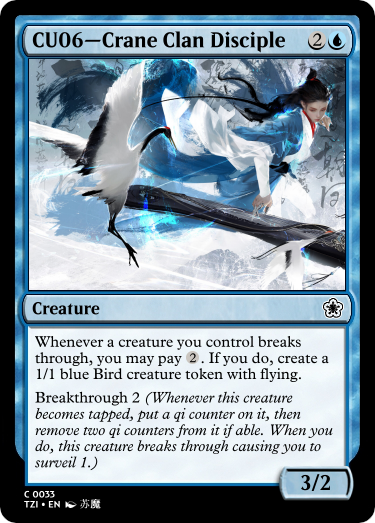 CU06—Crane Clan Disciple 2
Creature
Whenever a creature you control breaks
through, you may pay 2. If you do, create a
1/1 blue Bird creature token with flying.
Breakthrough 2 (Whenever this creature
becomes tapped, put a qi counter on it, then
remove two qi counters from it if able. When you
do, this creature breaks through causing you to
surveil 1.)
3/2
C 0033
TZI • EN 苏魔